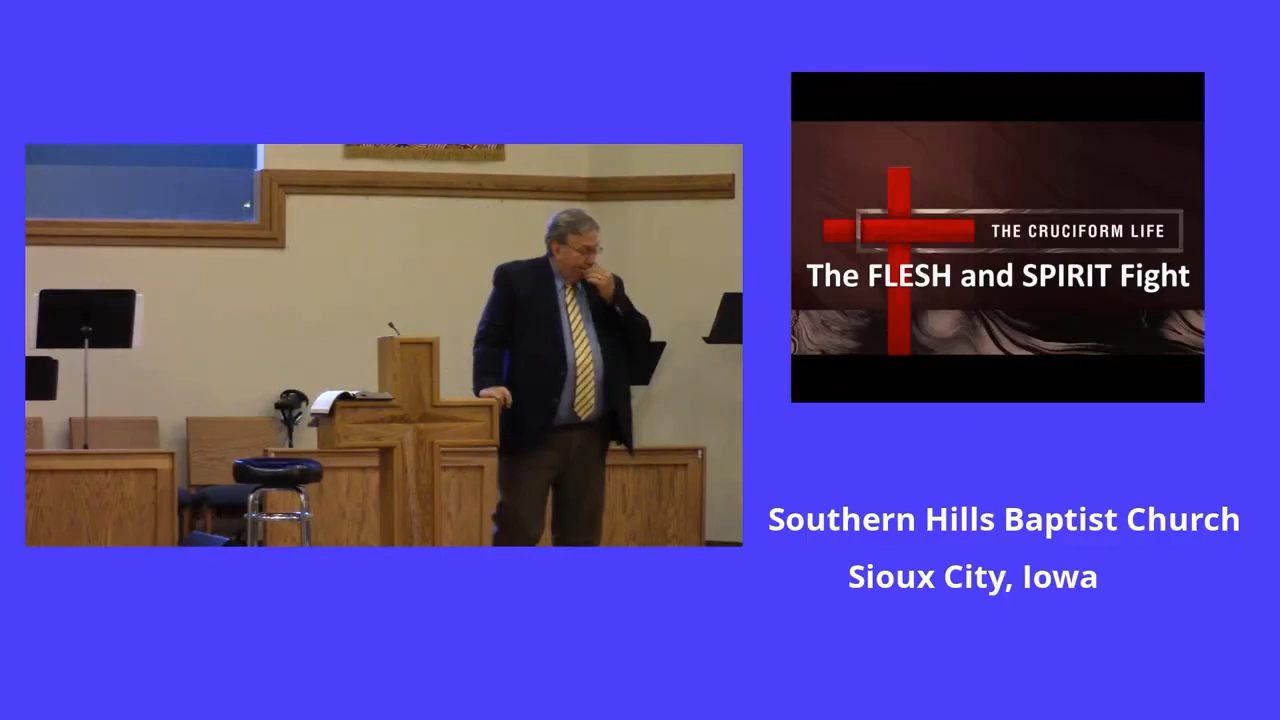 THE CRUCIFORM LIFE
The FLESH and SPIRIT Fight
Southern Hills Baptist Church
Sioux City, Iowa